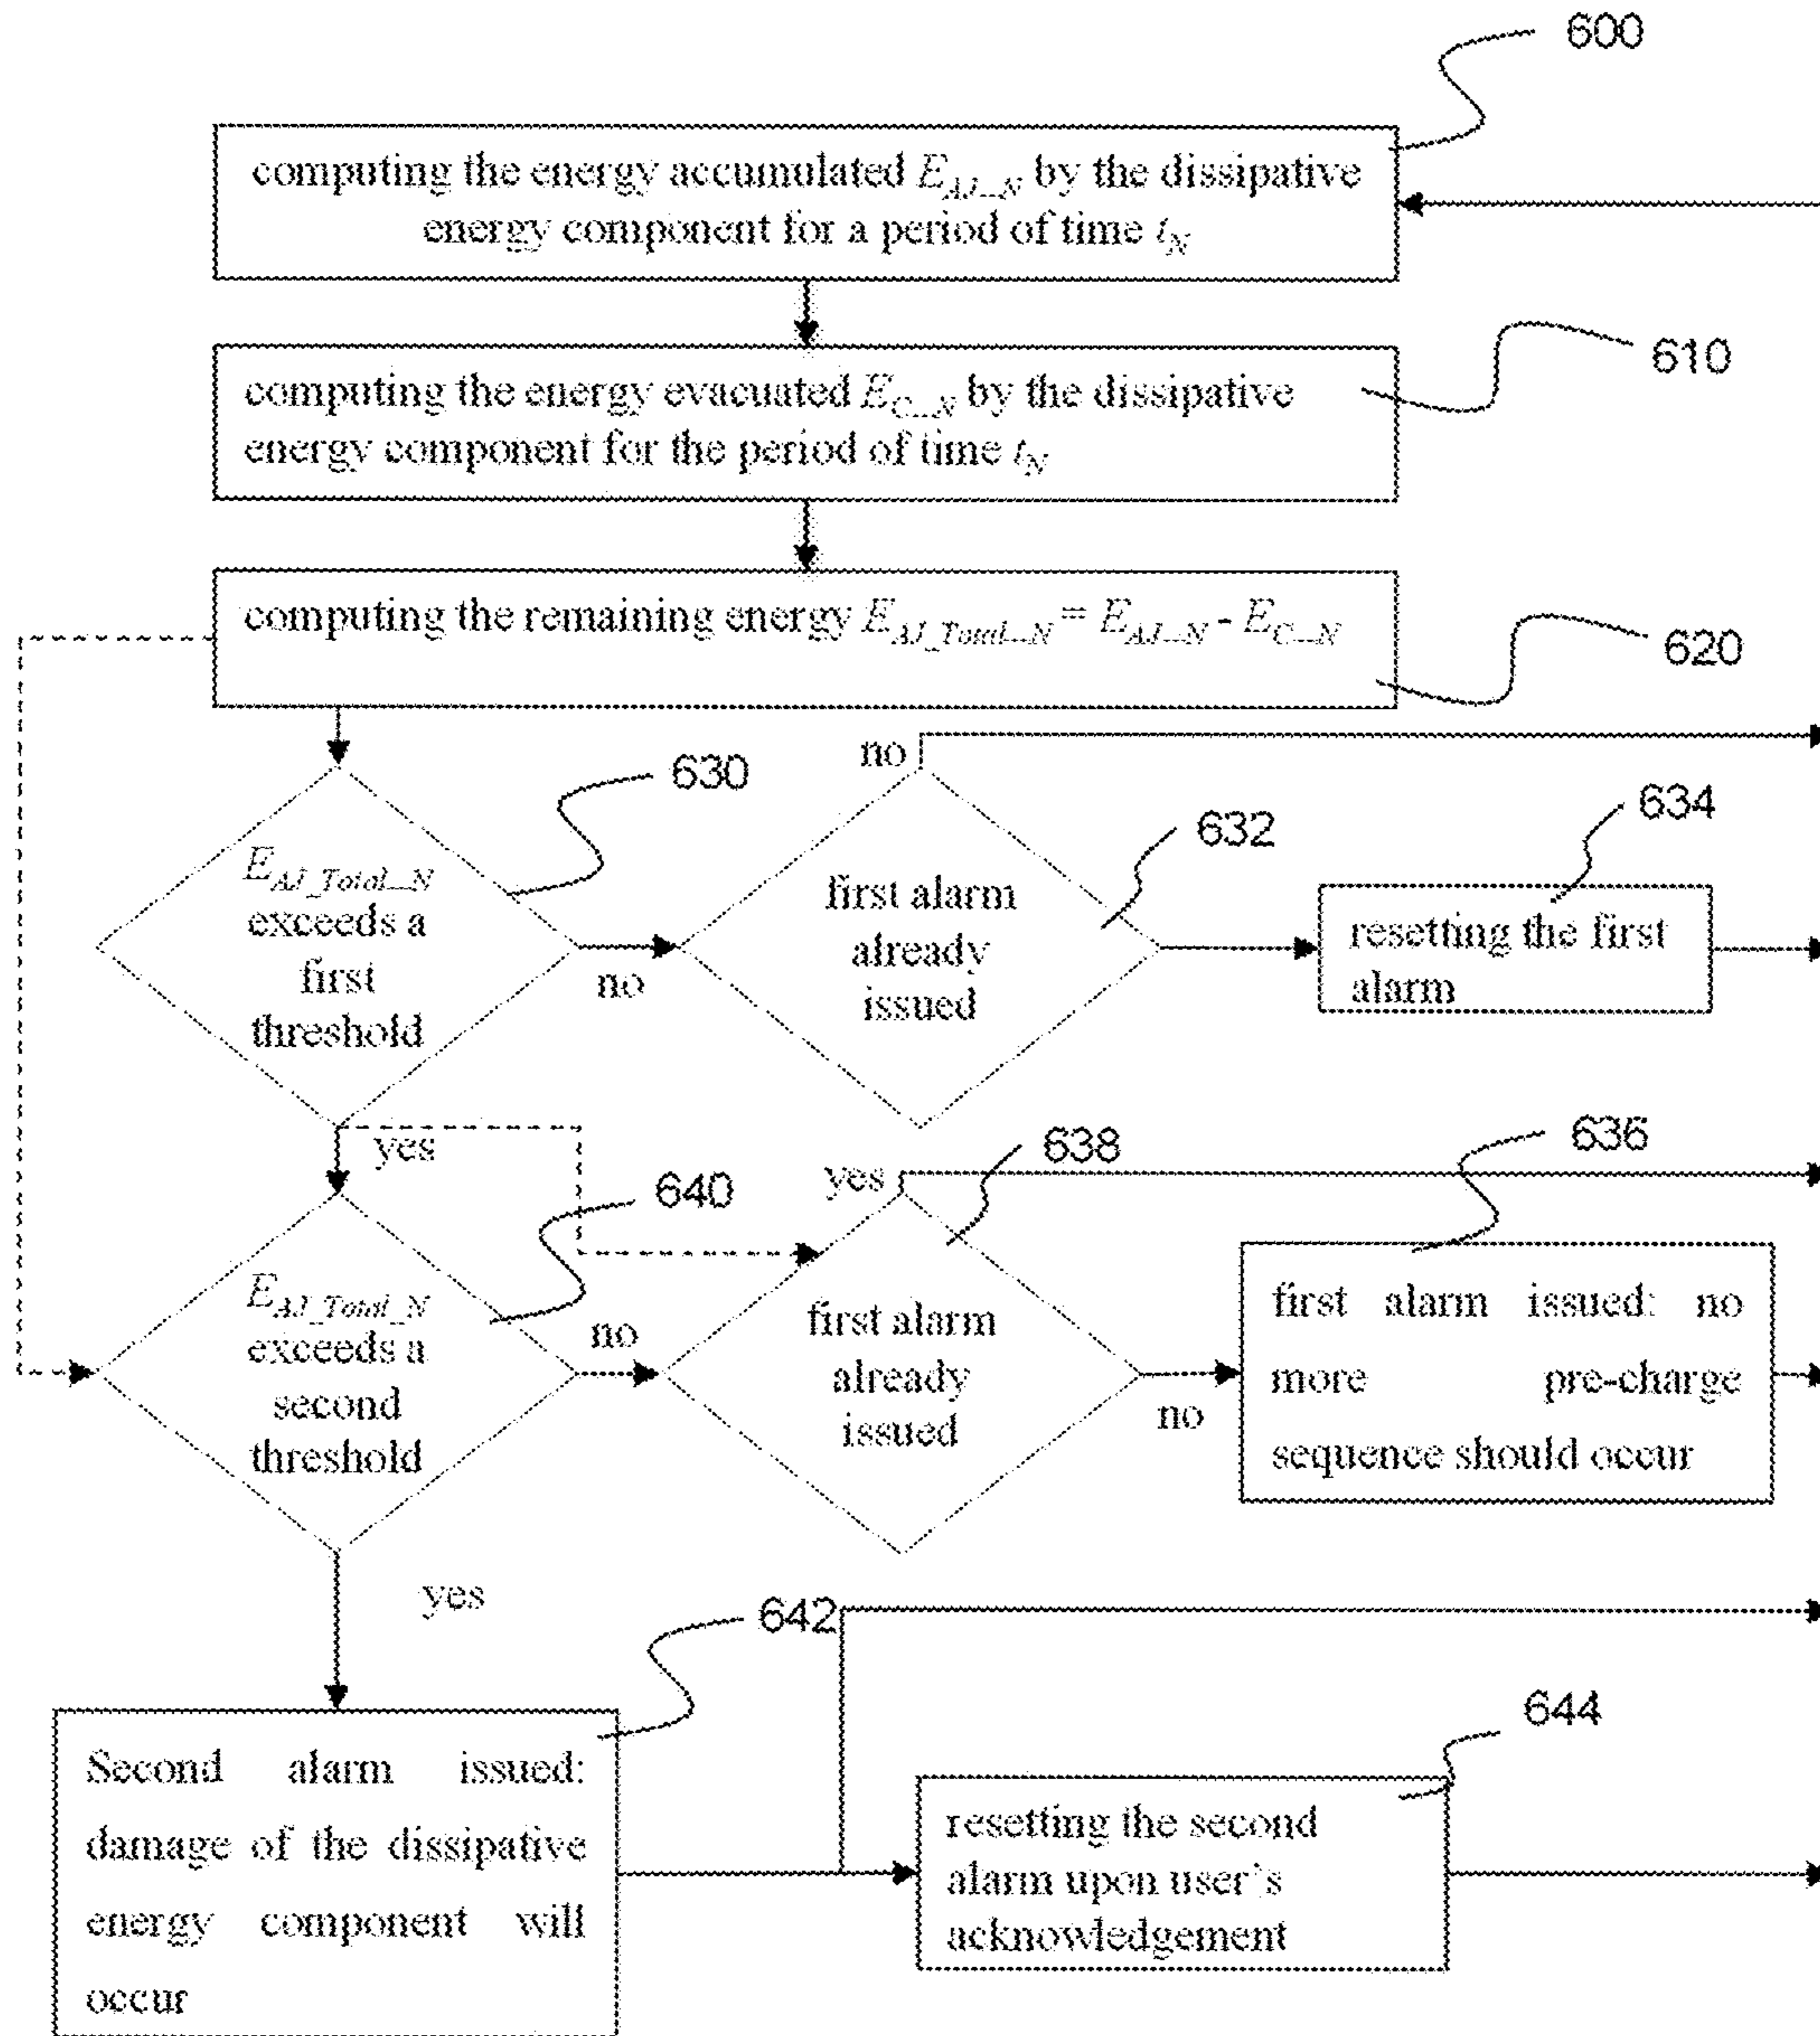 600
computing the energy accumulated E_AJ_N by the dissipative
energy component for a period of time t_N
610
computing the energy evacuated E_C_N by the dissipative
energy component for the period of time t_N
computing the remaining energy E_AJ_Total_N = E_AJ_N - E_C_N
620
no
630
634
632
E_AJ_Total_N
exceeds a
first
threshold
no
first alarm
already
issued
resetting the first
alarm
yes
638
636
yes
640
E_AJ_Total_N
exceeds a
second
threshold
no
first alarm
already
issued
no
first alarm issued: no
more pre-charge
sequence should occur
yes
642
644
Second alarm issued:
damage of the dissipative
energy component will
occur
resetting the second
alarm upon user's
acknowledgement